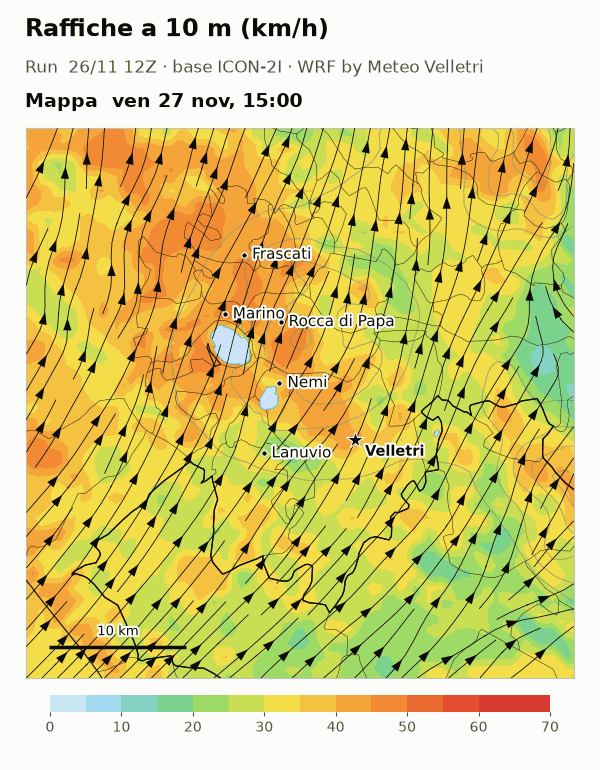 Raffiche a 10 m (km/h)
Run 26/11 12Z · base ICON-2I · WRF by Meteo Velletri
Mappa ven 27 nov, 15:00
Frascati
Marino
Rocca di Papa
Nemi
Velletri
Lanuvio
10 km
0 10 20 30 40 50 60 70